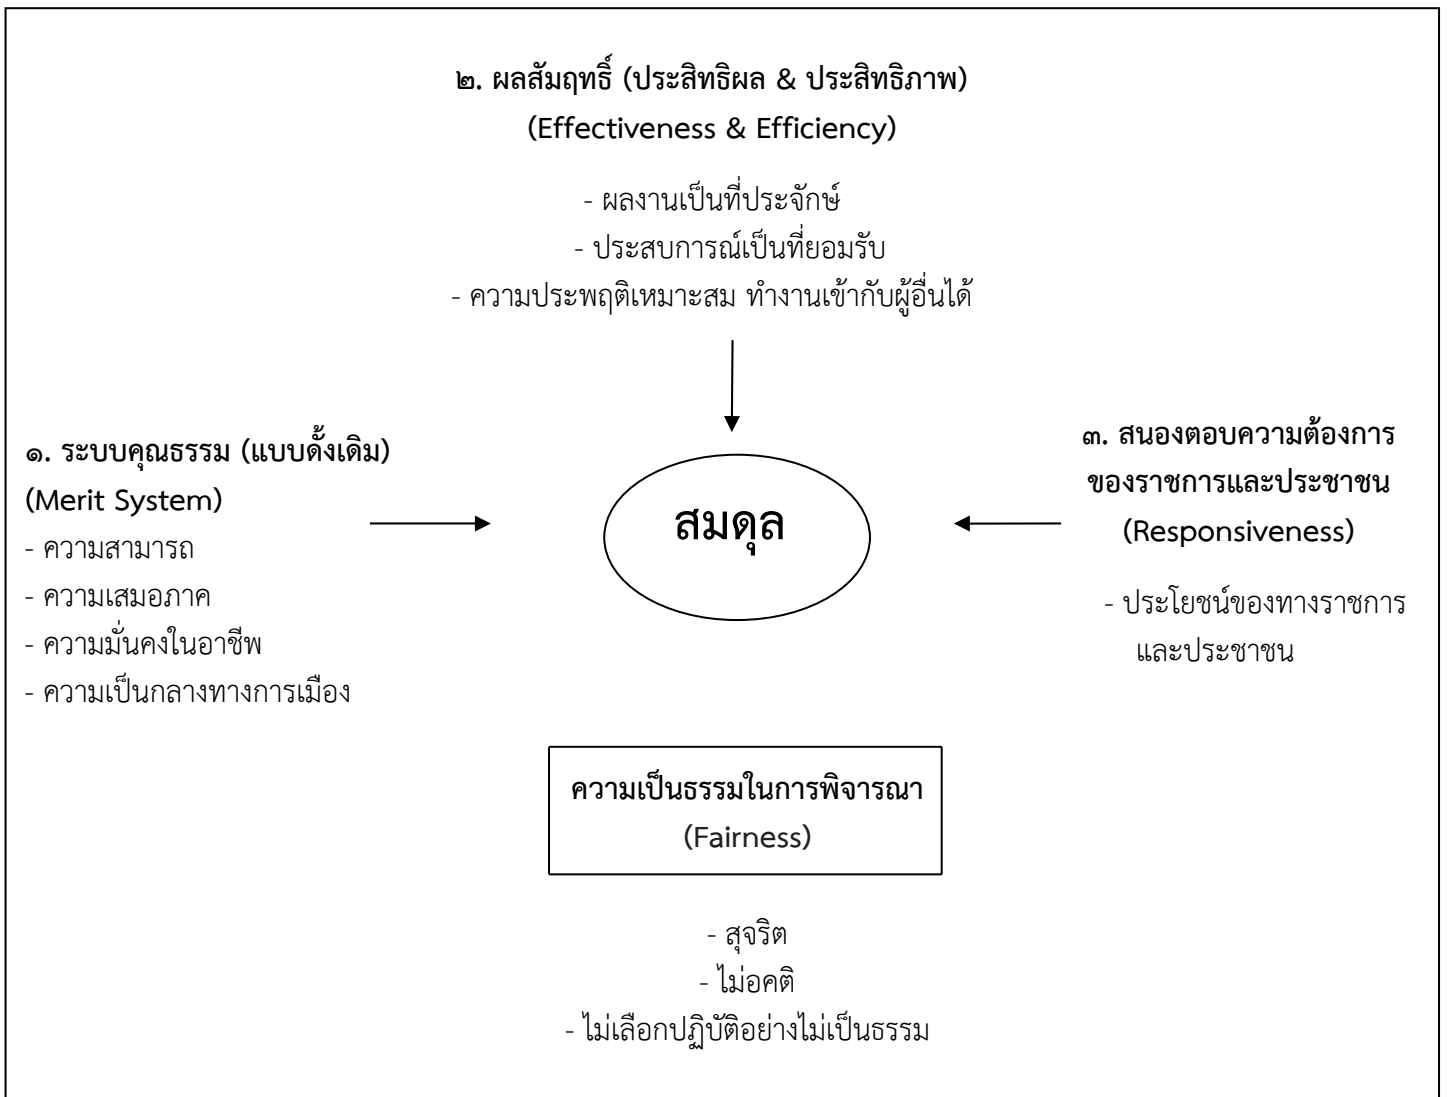 ๒. ผลสัมฤทธิ์ (ประสิทธิผล & ประสิทธิภาพ)
(Effectiveness & Efficiency)
- ผลงานเป็นที่ประจักษ์
- ประสบการณ์เป็นที่ยอมรับ
- ความประพฤติเหมาะสม ทำงานเข้ากับผู้อื่นได้
๑. ระบบคุณธรรม (แบบดั้งเดิม)
(Merit System)
- ความสามารถ
- ความเสมอภาค
- ความมั่นคงในอาชีพ
- ความเป็นกลางทางการเมือง
สมดุล
๓. สนองตอบความต้องการ
ของราชการและประชาชน
(Responsiveness)
- ประโยชน์ของทางราชการ
และประชาชน
ความเป็นธรรมในการพิจารณา
(Fairness)
- สุจริต
- ไม่อคติ
- ไม่เลือกปฏิบัติอย่างไม่เป็นธรรม